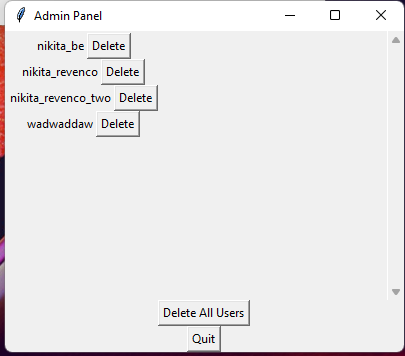 Admin Panel
nikita_be Delete
nikita_revenco Delete
nikita_revenco_two Delete
wadwaddaw Delete
Delete All Users
Quit